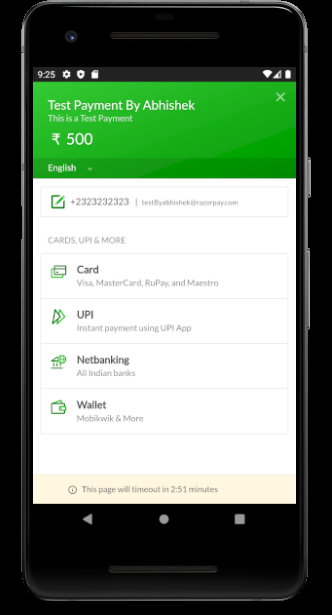 9:25
Test Payment By Abhishek
This is a Test Payment
₹ 500
English
+2323232323 | testByabhishek@razorpay.com
CARDS, UPI & MORE
Card
Visa, MasterCard, RuPay, and Maestro
UPI
Instant payment using UPI App
Netbanking
All Indian banks
Wallet
Mobikwik & More
This page will timeout in 2:51 minutes